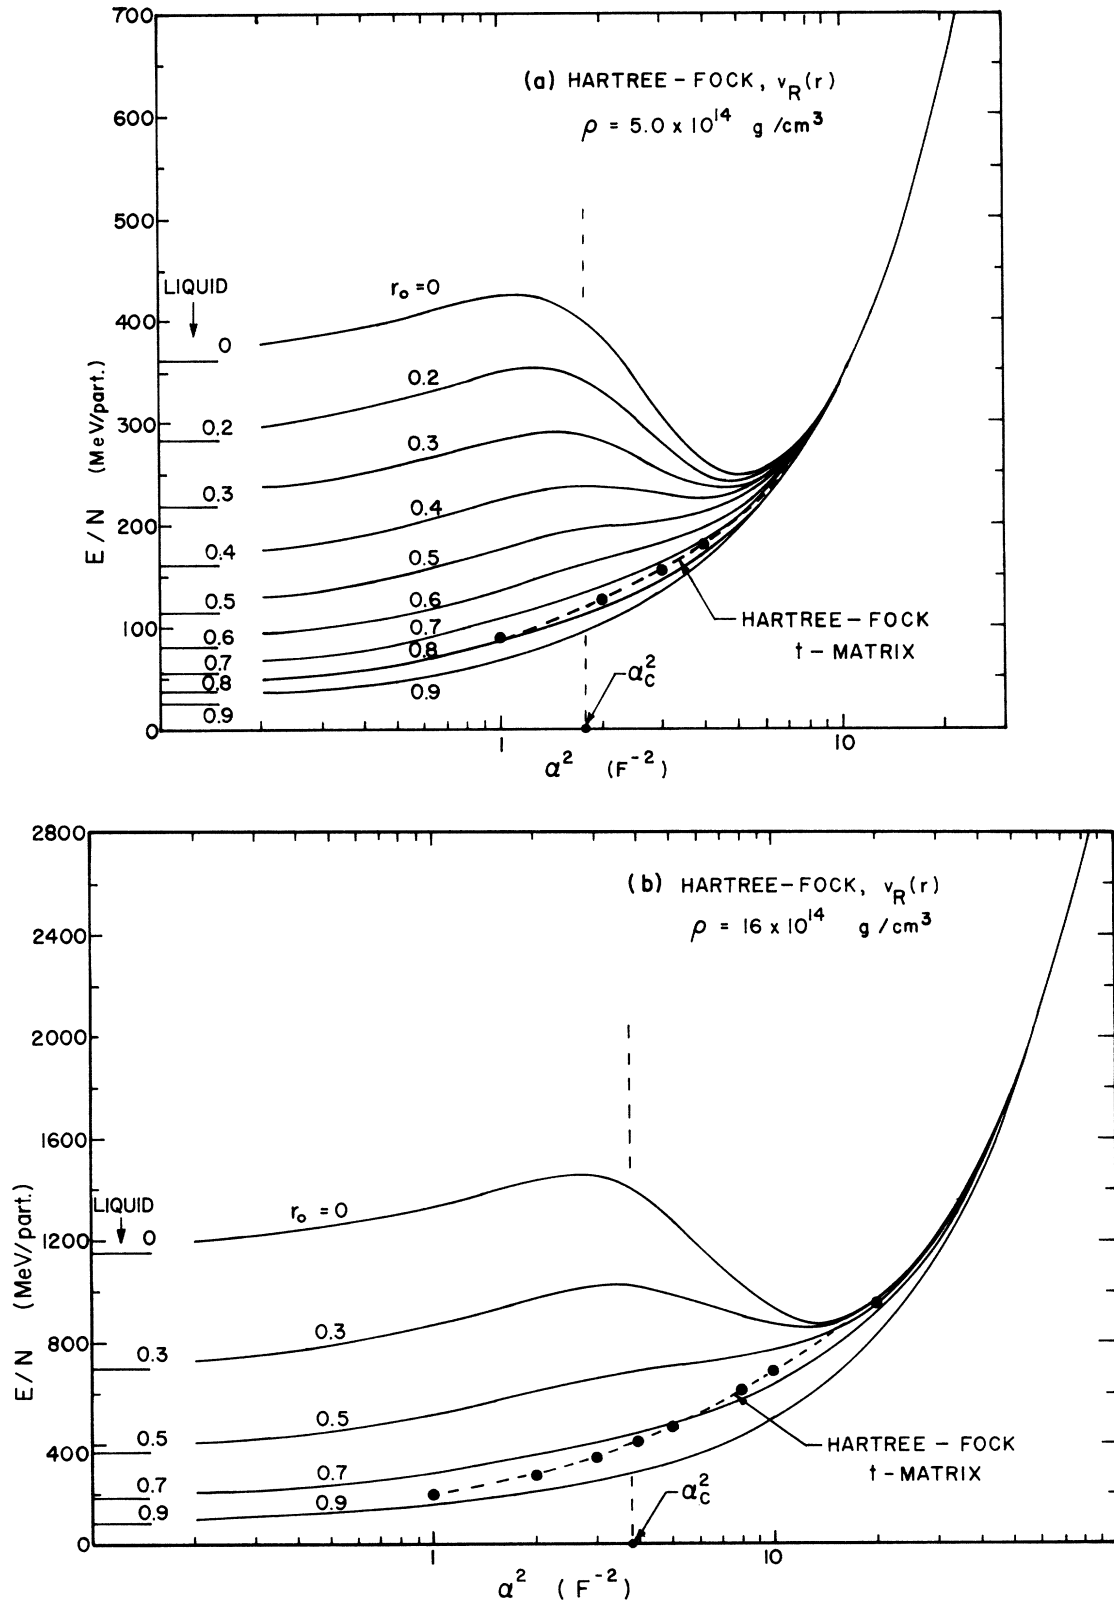 (a) HARTREE-FOCK, v_R(r)
ρ = 5.0 x 10^14 g/cm^3
700
600
500
400
300
200
100
0
E/N (MeV/part.)
LIQUID
0
0.2
0.3
0.4
0.5
0.6
0.7
0.8
0.9
r_o = 0
0.2
0.3
0.4
0.5
0.6
0.7
0.8
0.9
HARTREE-FOCK
t-MATRIX
α_c^2
1
10
α^2 (F^-2)
(b) HARTREE-FOCK, v_R(r)
ρ = 16 x 10^14 g/cm^3
2800
2400
2000
1600
1200
800
400
0
E/N (MeV/part.)
LIQUID
0
0.3
0.5
0.7
0.9
r_o = 0
0.3
0.5
0.7
0.9
HARTREE-FOCK
t-MATRIX
α_c^2
1
10
α^2 (F^-2)